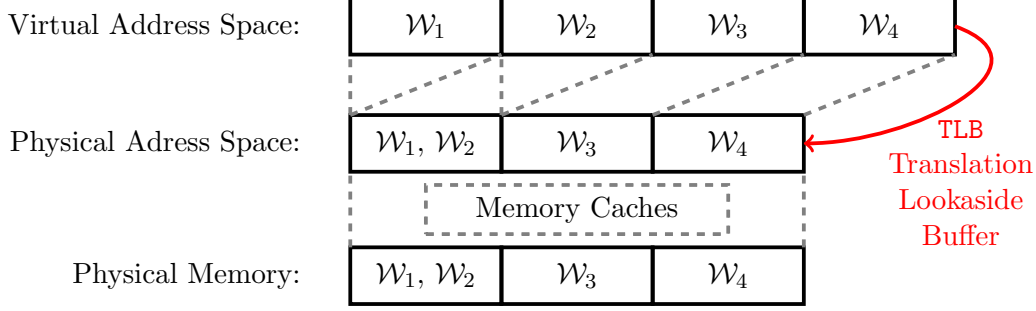 Virtual Address Space: 𝒲₁ 𝒲₂ 𝒲₃ 𝒲₄
Physical Adress Space: 𝒲₁, 𝒲₂ 𝒲₃ 𝒲₄
TLB
Translation
Lookaside
Buffer
Memory Caches
Physical Memory: 𝒲₁, 𝒲₂ 𝒲₃ 𝒲₄